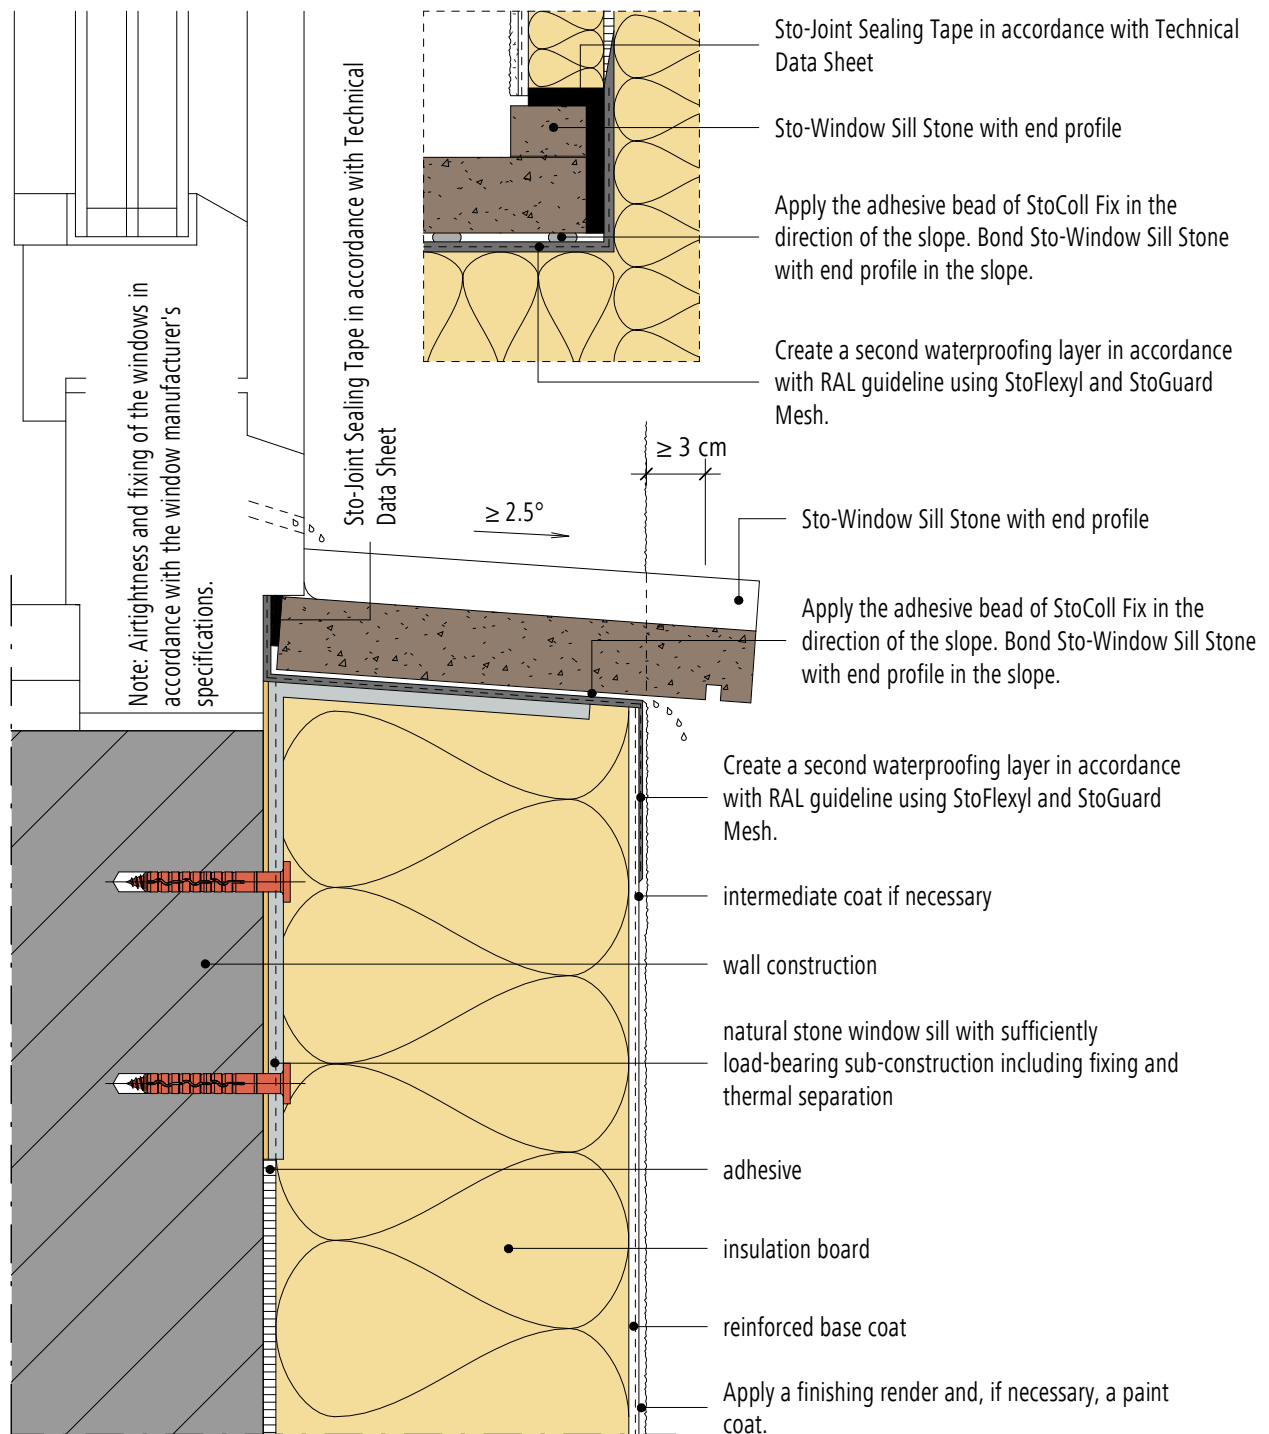 Sto-Joint Sealing Tape in accordance with Technical
Data Sheet
Sto-Window Sill Stone with end profile
Apply the adhesive bead of StoColl Fix in the
direction of the slope. Bond Sto-Window Sill Stone
with end profile in the slope.
Create a second waterproofing layer in accordance
with RAL guideline using StoFlexyl and StoGuard
Mesh.
Note: Airtightness and fixing of the windows in
accordance with the window manufacturer's
specifications.
Sto-Joint Sealing Tape in accordance with Technical
Data Sheet
≥ 3 cm
≥ 2.5°
Sto-Window Sill Stone with end profile
Apply the adhesive bead of StoColl Fix in the
direction of the slope. Bond Sto-Window Sill Stone
with end profile in the slope.
Create a second waterproofing layer in accordance
with RAL guideline using StoFlexyl and StoGuard
Mesh.
intermediate coat if necessary
wall construction
natural stone window sill with sufficiently
load-bearing sub-construction including fixing and
thermal separation
adhesive
insulation board
reinforced base coat
Apply a finishing render and, if necessary, a paint
coat.